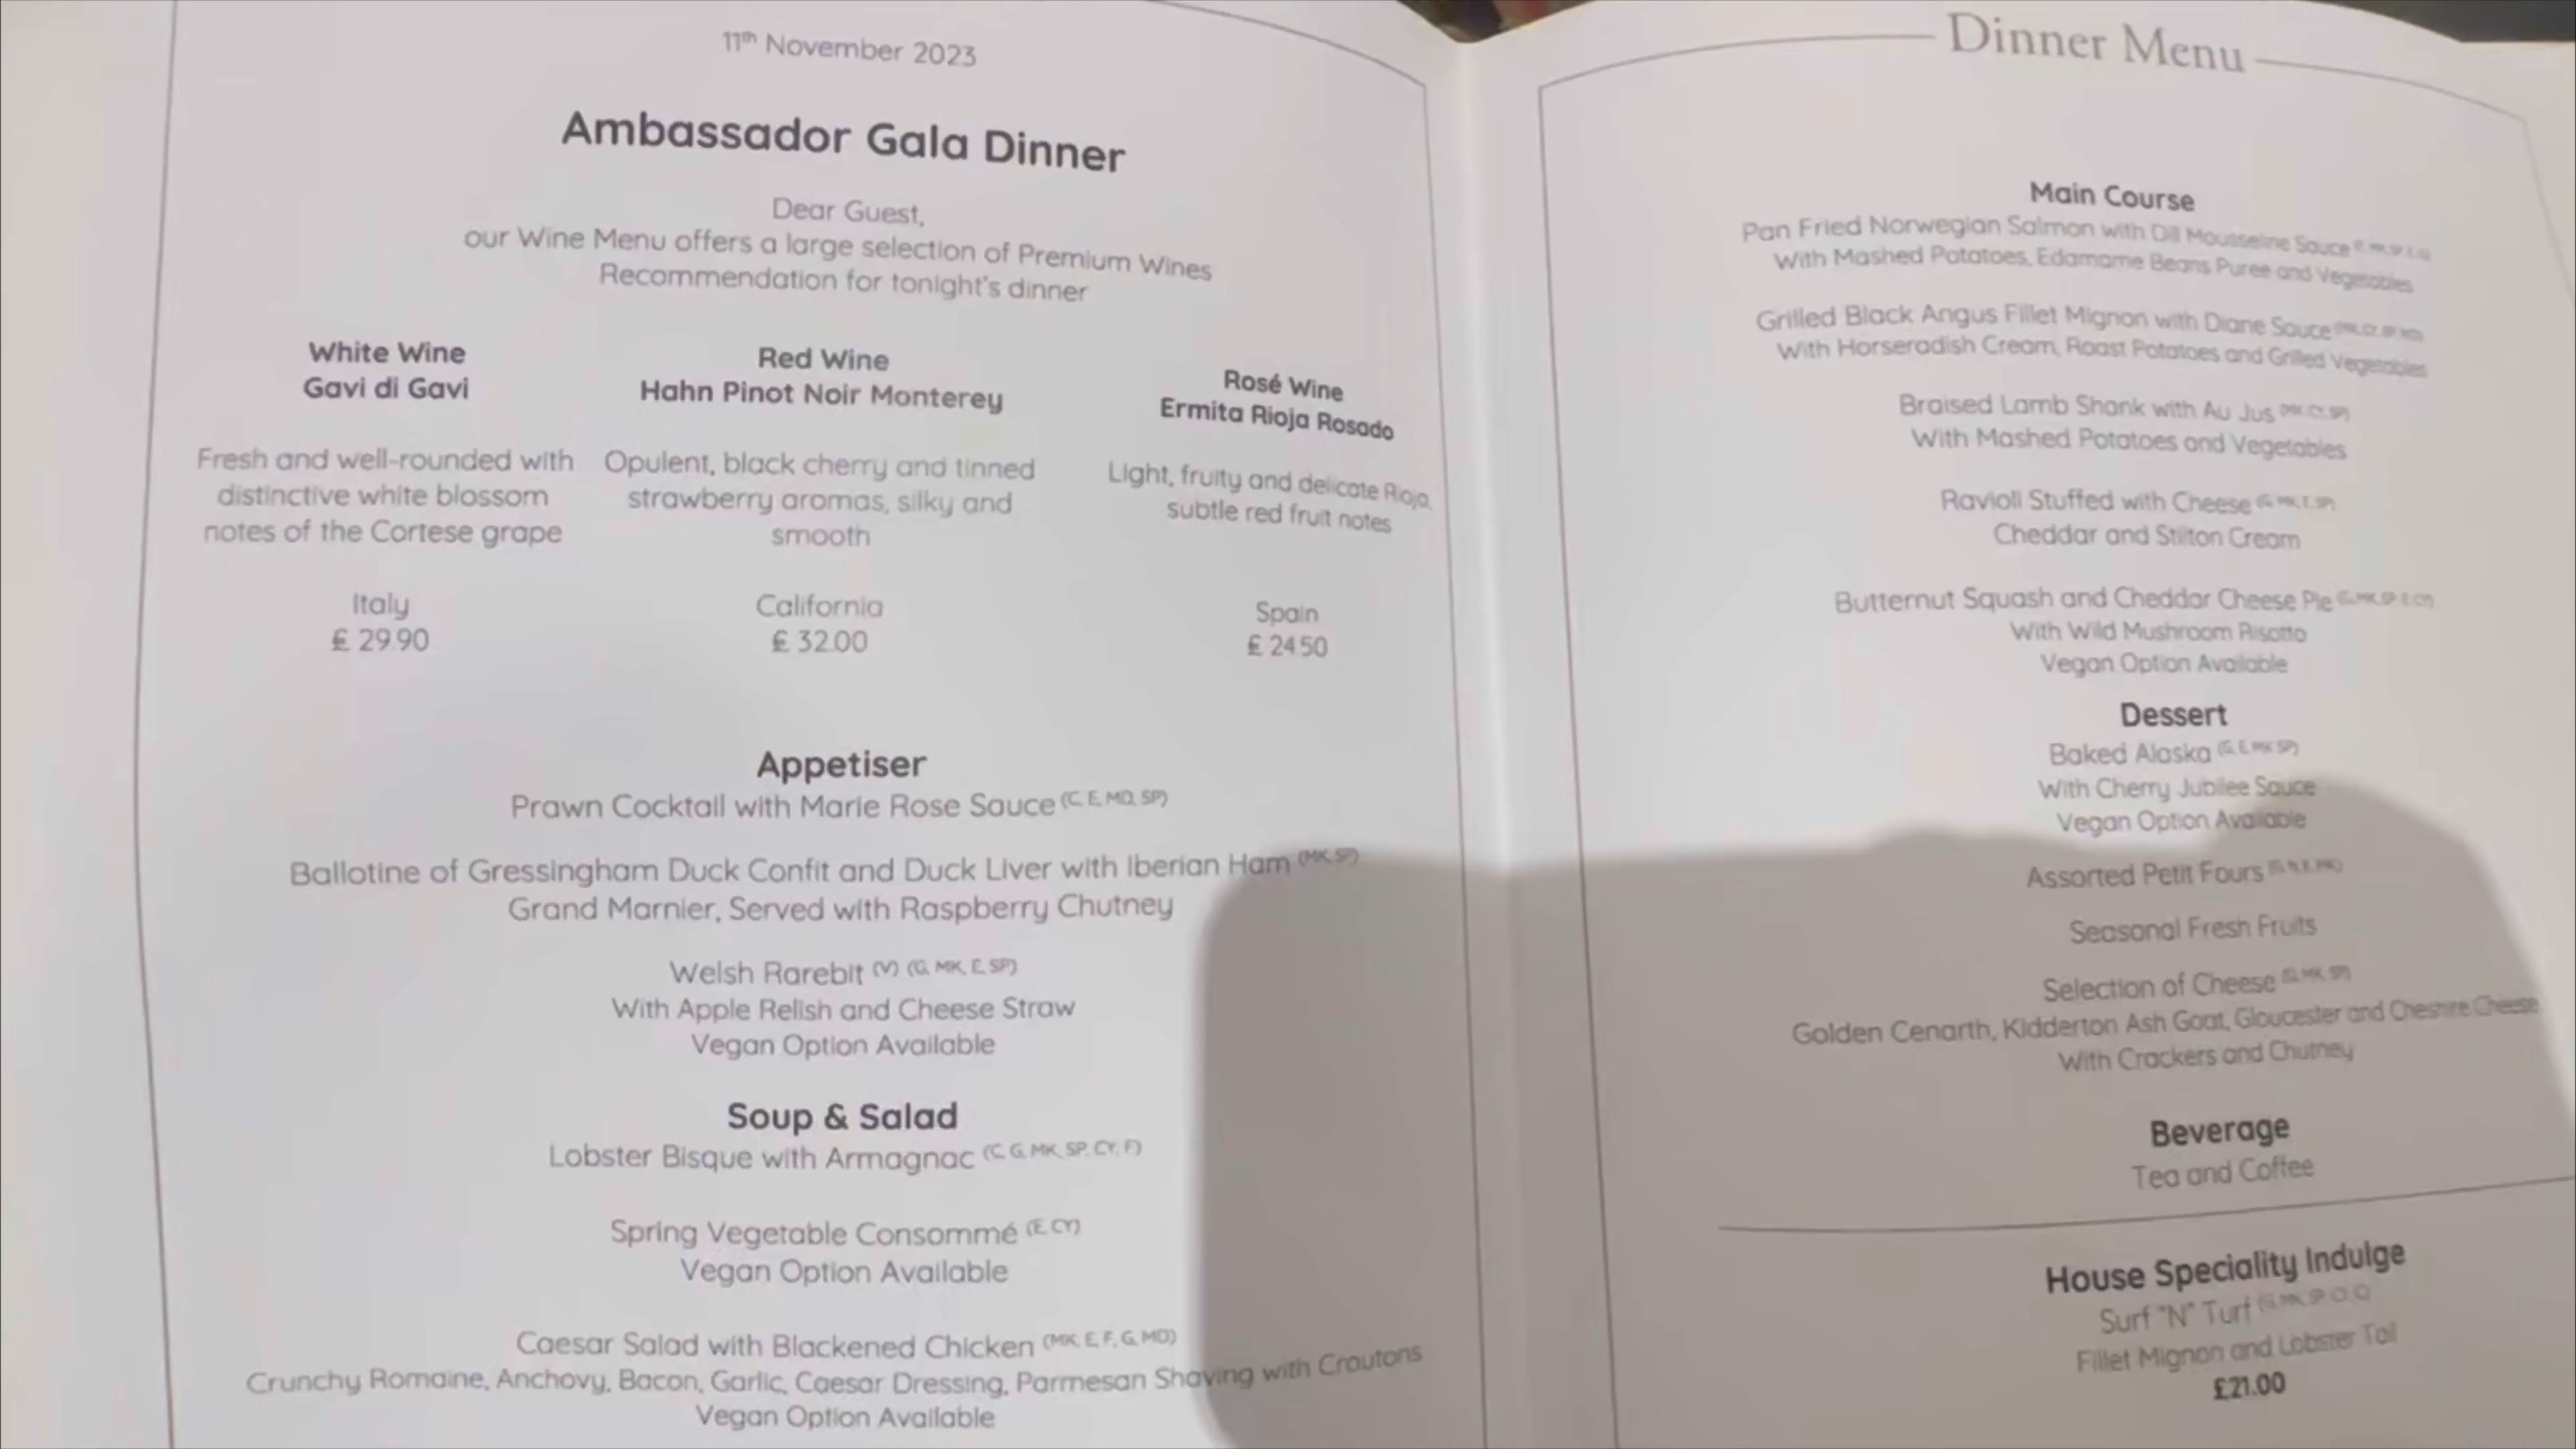 11th November 2023
Ambassador Gala Dinner
Dear Guest,
our Wine Menu offers a large selection of Premium Wines
Recommendation for tonight's dinner
White Wine
Gavi di Gavi
Fresh and well-rounded with
distinctive white blossom
notes of the Cortese grape
Italy
£ 29.90
Red Wine
Hahn Pinot Noir Monterey
Opulent, black cherry and tinned
strawberry aromas, silky and
smooth
California
£ 32.00
Rosé Wine
Ermita Rioja Rosado
Light, fruity and delicate Rioja,
subtle red fruit notes
Spain
£ 24.50
Appetiser
Prawn Cocktail with Marie Rose Sauce (C, E, MD, SP)
Ballotine of Gressingham Duck Confit and Duck Liver with Iberian Ham (MK, SP)
Grand Marnier, Served with Raspberry Chutney
Welsh Rarebit (V) (G, MK, E, SP)
With Apple Relish and Cheese Straw
Vegan Option Available
Soup & Salad
Lobster Bisque with Armagnac (C, G, MK, SP, CY, F)
Spring Vegetable Consommé (E, CY)
Vegan Option Available
Caesar Salad with Blackened Chicken (MK, E, F, G, MD)
Crunchy Romaine, Anchovy, Bacon, Garlic, Caesar Dressing, Parmesan Shaving with Croutons
Vegan Option Available
Dinner Menu
Main Course
Pan Fried Norwegian Salmon with Dill Mousseline Sauce
With Mashed Potatoes, Edamame Beans Puree and Vegetables
Grilled Black Angus Fillet Mignon with Diane Sauce
With Horseradish Cream, Roast Potatoes and Grilled Vegetables
Braised Lamb Shank with Au Jus (MK, CY, SP)
With Mashed Potatoes and Vegetables
Ravioli Stuffed with Cheese (G, MK, E, SP)
Cheddar and Stilton Cream
Butternut Squash and Cheddar Cheese Pie (G, MK, SP, E, CY)
With Wild Mushroom Risotto
Vegan Option Available
Dessert
Baked Alaska (G, E, MK, SP)
With Cherry Jubilee Sauce
Vegan Option Available
Assorted Petit Fours (G, N, E, MK)
Seasonal Fresh Fruits
Selection of Cheese (G, MK, SP)
Golden Cenarth, Kidderton Ash Goat, Gloucester and Cheshire Cheese
With Crackers and Chutney
Beverage
Tea and Coffee
House Speciality Indulge
Surf "N" Turf
Fillet Mignon and Lobster Tail
£21.00